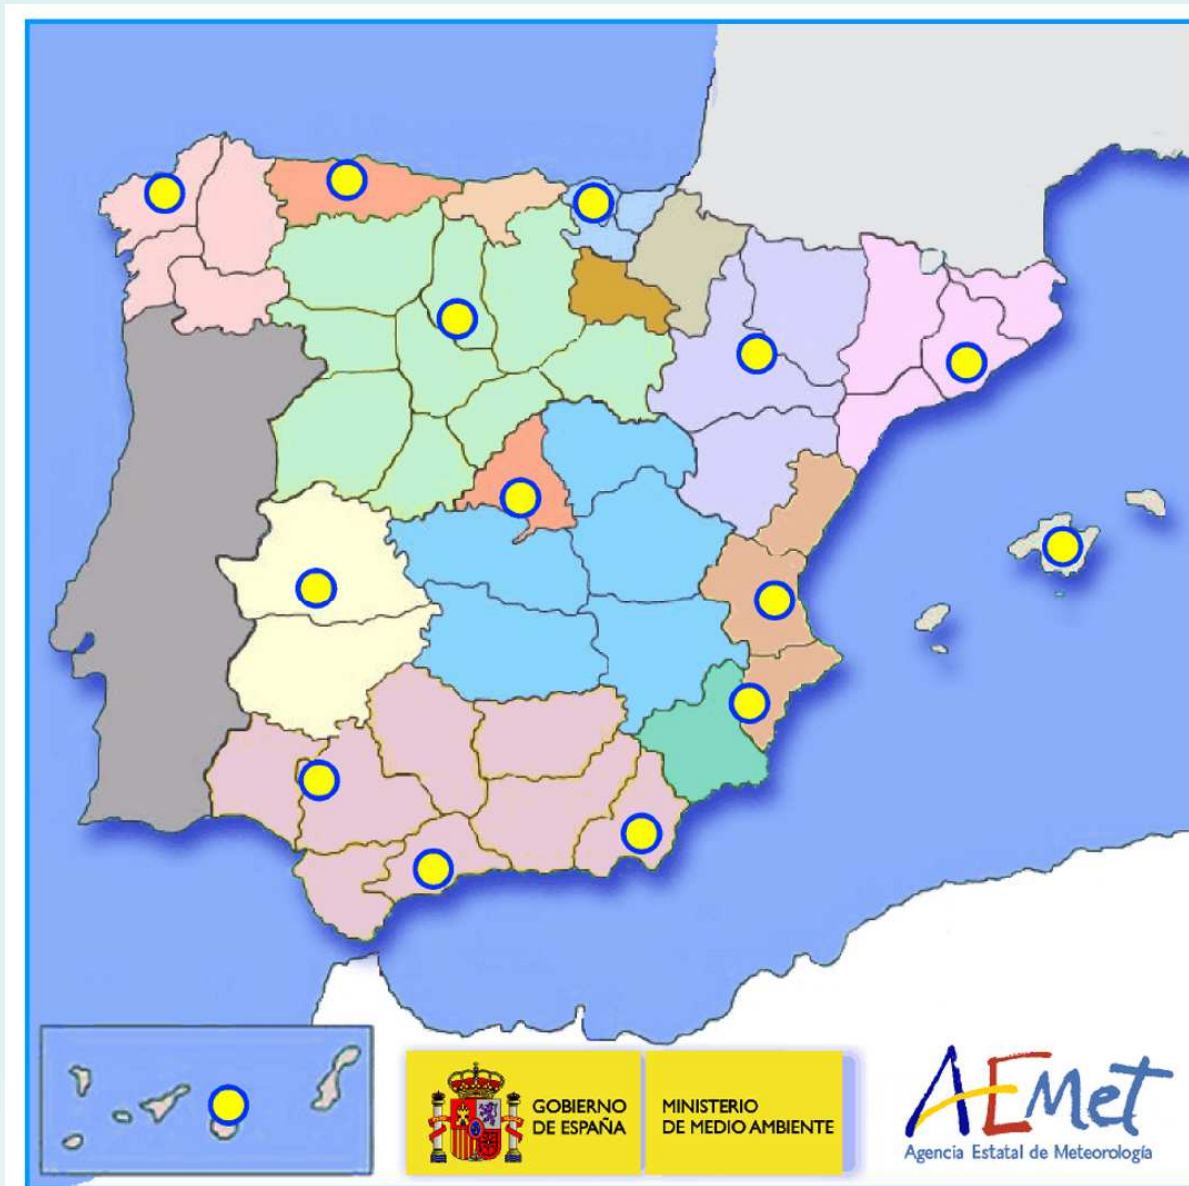 GOBIERNO
DE ESPAÑA
MINISTERIO
DE MEDIO AMBIENTE
AEMet
Agencia Estatal de Meteorología